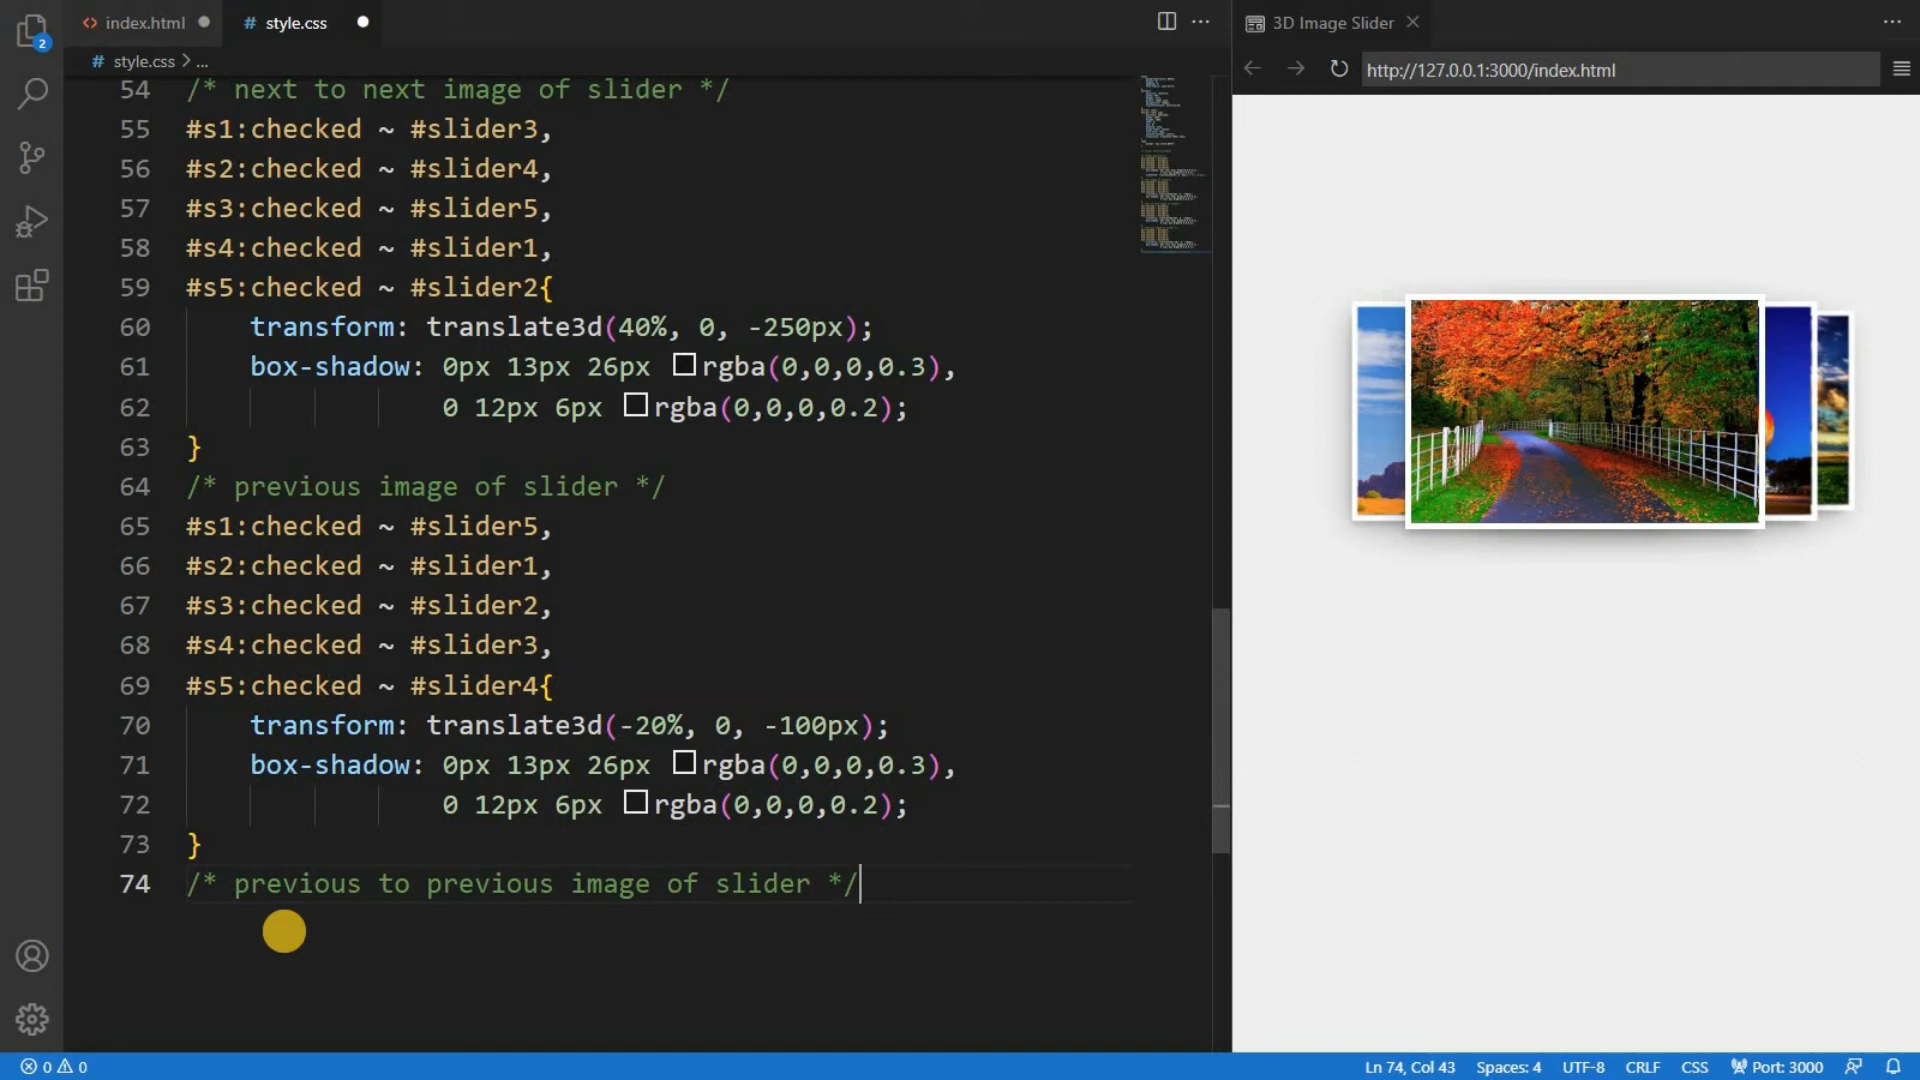 index.html
# style.css
3D Image Slider
# style.css > ...
http://127.0.0.1:3000/index.html
2
54 /* next to next image of slider */
55 #s1:checked ~ #slider3,
56 #s2:checked ~ #slider4,
57 #s3:checked ~ #slider5,
58 #s4:checked ~ #slider1,
59 #s5:checked ~ #slider2{
60 transform: translate3d(40%, 0, -250px);
61 box-shadow: 0px 13px 26px rgba(0,0,0,0.3),
62 0 12px 6px rgba(0,0,0,0.2);
63 }
64 /* previous image of slider */
65 #s1:checked ~ #slider5,
66 #s2:checked ~ #slider1,
67 #s3:checked ~ #slider2,
68 #s4:checked ~ #slider3,
69 #s5:checked ~ #slider4{
70 transform: translate3d(-20%, 0, -100px);
71 box-shadow: 0px 13px 26px rgba(0,0,0,0.3),
72 0 12px 6px rgba(0,0,0,0.2);
73 }
74 /* previous to previous image of slider */
0 0 Ln 74, Col 43 Spaces: 4 UTF-8 CRLF CSS Port: 3000